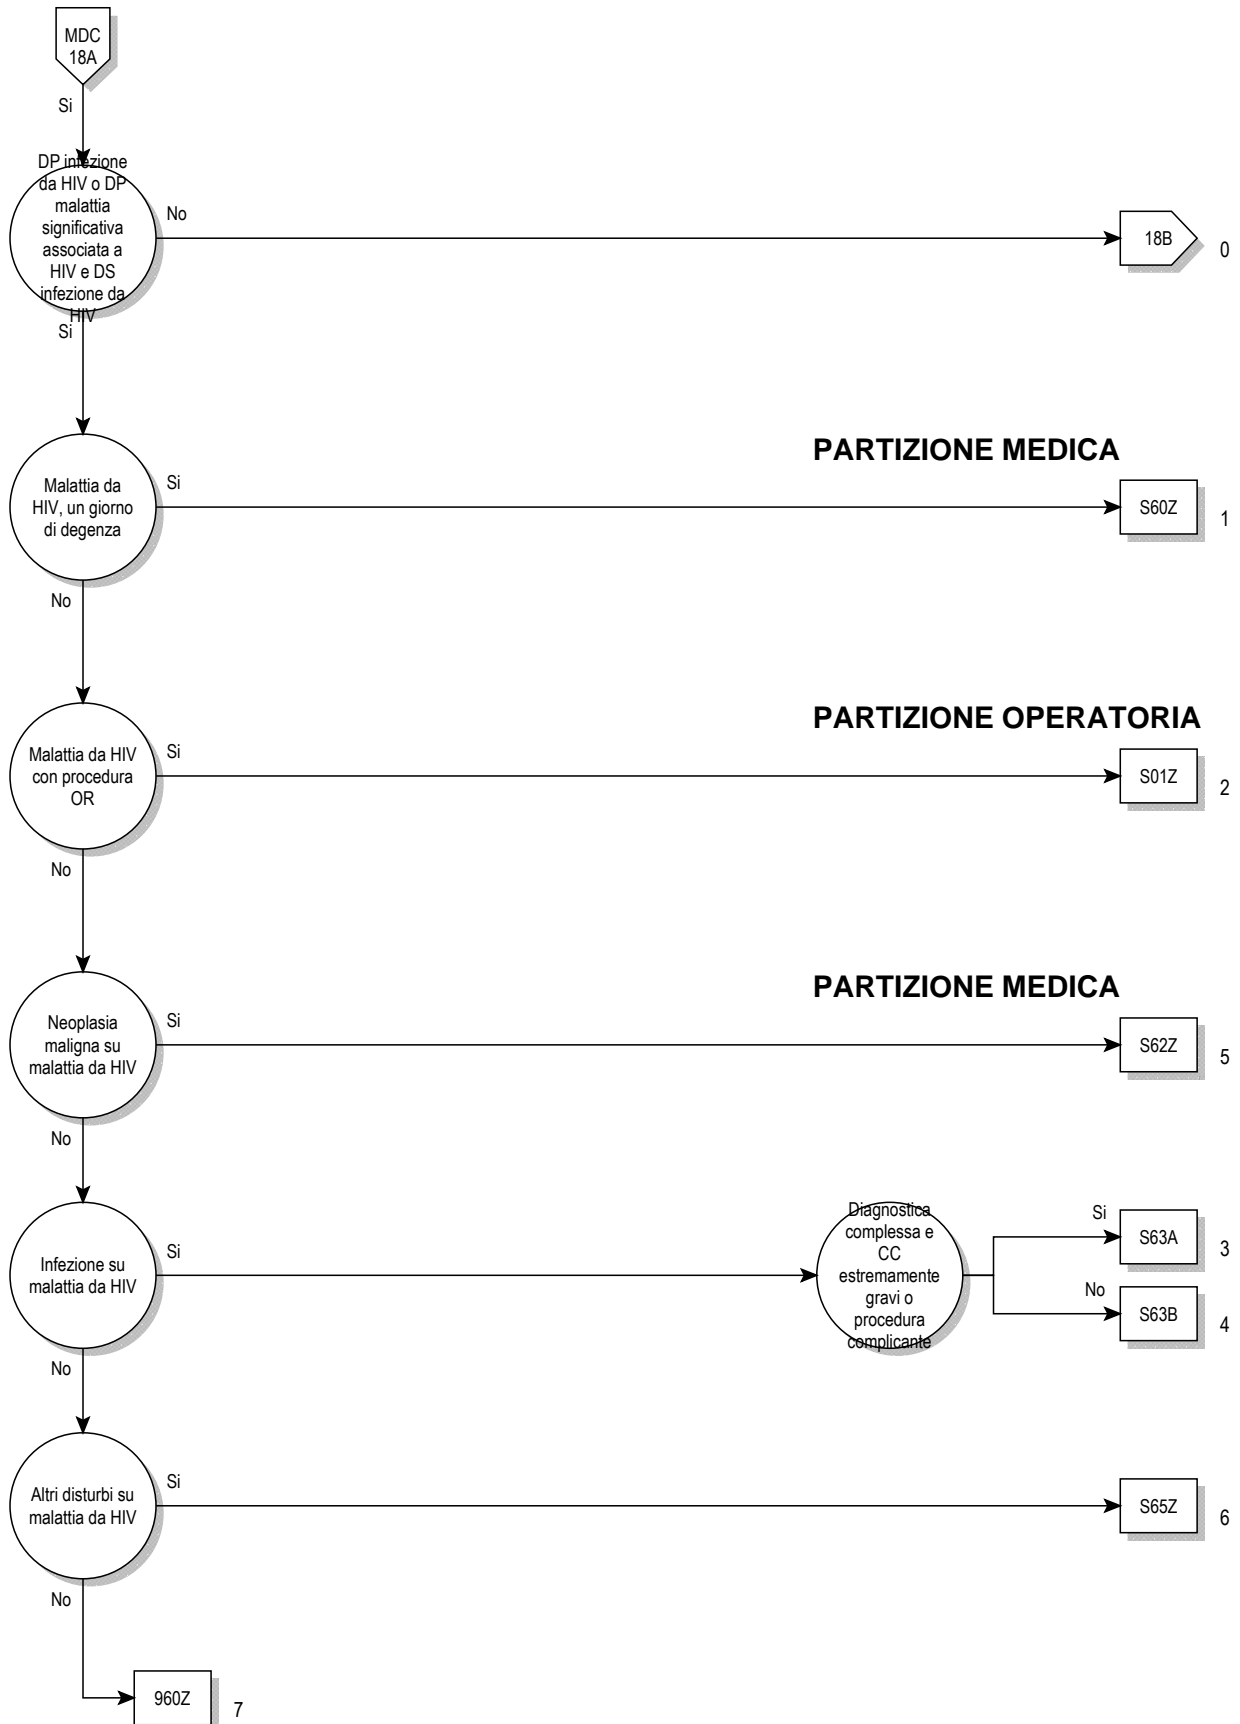 MDC
18A
Si
DP infezione
da HIV o DP
malattia
significativa
associata a
HIV e DS
infezione da
HIV
No
18B
0
Si
PARTIZIONE MEDICA
Malattia da
HIV, un giorno
di degenza
Si
S60Z
1
No
PARTIZIONE OPERATORIA
Malattia da HIV
con procedura
OR
Si
S01Z
2
No
PARTIZIONE MEDICA
Neoplasia
maligna su
malattia da HIV
Si
S62Z
5
No
Infezione su
malattia da HIV
Si
Diagnostica
complessa e
CC
estremamente
gravi o
procedura
complicante
Si
S63A
3
No
S63B
4
No
Altri disturbi su
malattia da HIV
Si
S65Z
6
No
960Z
7